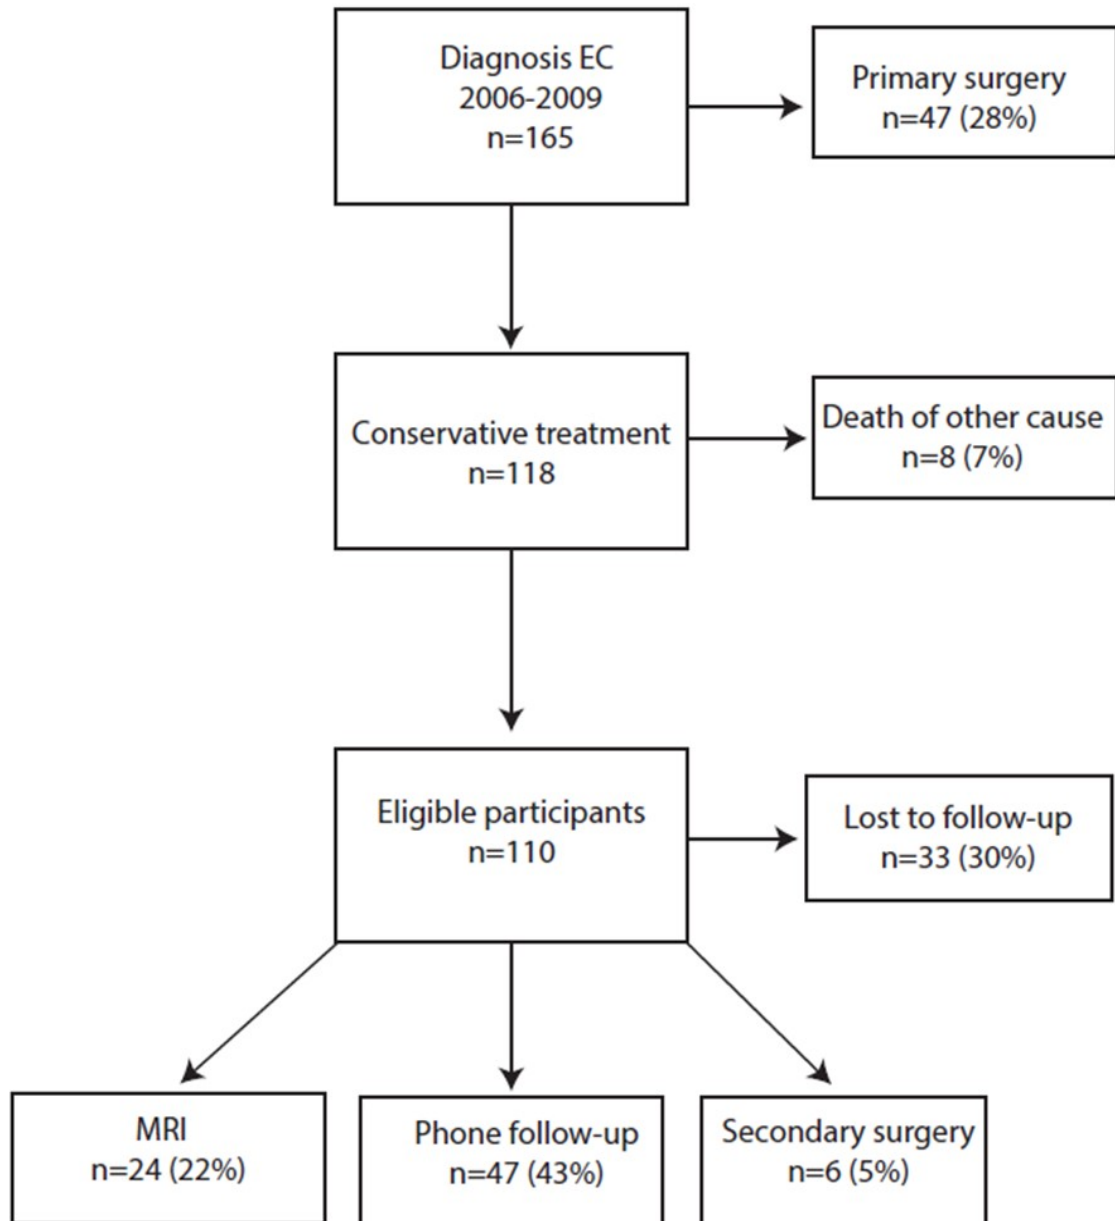 Diagnosis EC
2006-2009
n=165
Primary surgery
n=47 (28%)
Conservative treatment
n=118
Death of other cause
n=8 (7%)
Eligible participants
n=110
Lost to follow-up
n=33 (30%)
MRI
n=24 (22%)
Phone follow-up
n=47 (43%)
Secondary surgery
n=6 (5%)